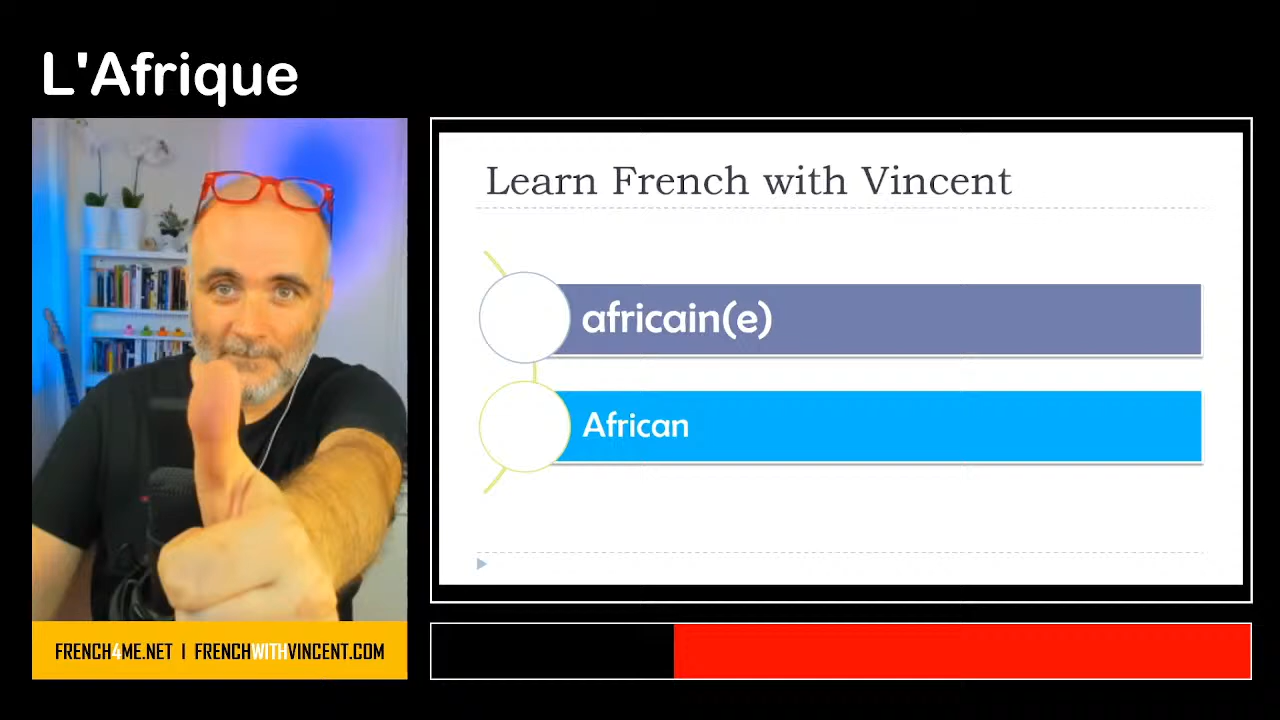 L'Afrique
Learn French with Vincent
africain(e)
African
FRENCH4ME.NET | FRENCHWITHVINCENT.COM